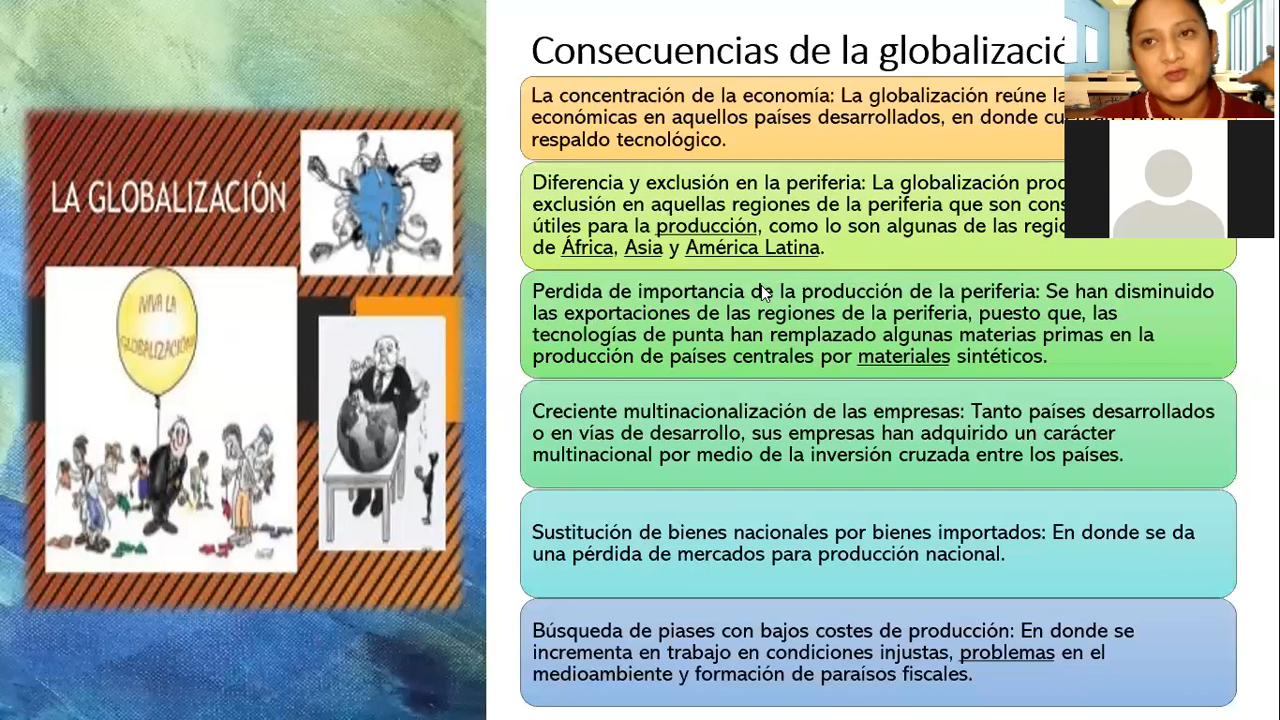 LA GLOBALIZACIÓN
¡VIVA LA
GLOBALIZACIÓN!
Consecuencias de la globalizació
La concentración de la economía: La globalización reúne la
económicas en aquellos países desarrollados, en donde
respaldo tecnológico.
Diferencia y exclusión en la periferia: La globalización proc
exclusión en aquellas regiones de la periferia que son cons
útiles para la producción, como lo son algunas de las regio
de África, Asia y América Latina.
Perdida de importancia de la producción de la periferia: Se han disminuido
las exportaciones de las regiones de la periferia, puesto que, las
tecnologías de punta han remplazado algunas materias primas en la
producción de países centrales por materiales sintéticos.
Creciente multinacionalización de las empresas: Tanto países desarrollados
o en vías de desarrollo, sus empresas han adquirido un carácter
multinacional por medio de la inversión cruzada entre los países.
Sustitución de bienes nacionales por bienes importados: En donde se da
una pérdida de mercados para producción nacional.
Búsqueda de piases con bajos costes de producción: En donde se
incrementa en trabajo en condiciones injustas, problemas en el
medioambiente y formación de paraísos fiscales.